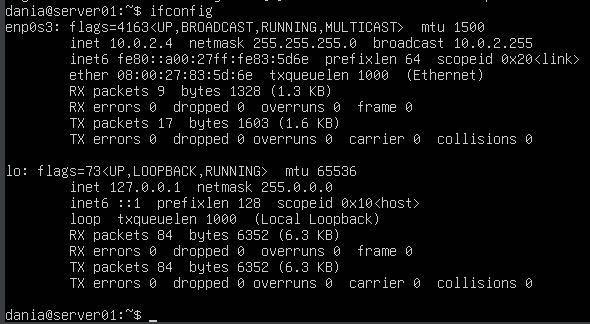 dania@server01:~$ ifconfig
enp0s3: flags=4163<UP,BROADCAST,RUNNING,MULTICAST>  mtu 1500
        inet 10.0.2.4  netmask 255.255.255.0  broadcast 10.0.2.255
        inet6 fe80::a00:27ff:fe83:5d6e  prefixlen 64  scopeid 0x20<link>
        ether 08:00:27:83:5d:6e  txqueuelen 1000  (Ethernet)
        RX packets 9  bytes 1328 (1.3 KB)
        RX errors 0  dropped 0  overruns 0  frame 0
        TX packets 17  bytes 1603 (1.6 KB)
        TX errors 0  dropped 0 overruns 0  carrier 0  collisions 0
lo: flags=73<UP,LOOPBACK,RUNNING>  mtu 65536
        inet 127.0.0.1  netmask 255.0.0.0
        inet6 ::1  prefixlen 128  scopeid 0x10<host>
        loop  txqueuelen 1000  (Local Loopback)
        RX packets 84  bytes 6352 (6.3 KB)
        RX errors 0  dropped 0  overruns 0  frame 0
        TX packets 84  bytes 6352 (6.3 KB)
        TX errors 0  dropped 0 overruns 0  carrier 0  collisions 0
dania@server01:~$ _